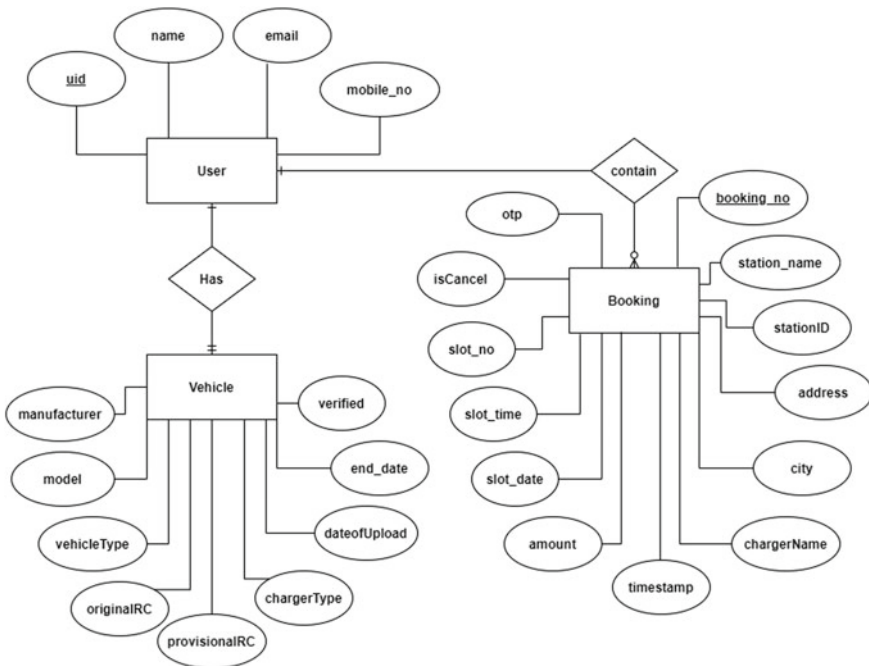 name
email
uid
mobile_no
User
contain
booking_no
otp
station_name
Has
isCancel
Booking
stationID
slot_no
Vehicle
verified
address
manufacturer
slot_time
end_date
city
model
slot_date
dateofUpload
vehicleType
amount
chargerName
chargerType
timestamp
originalRC
provisionalRC